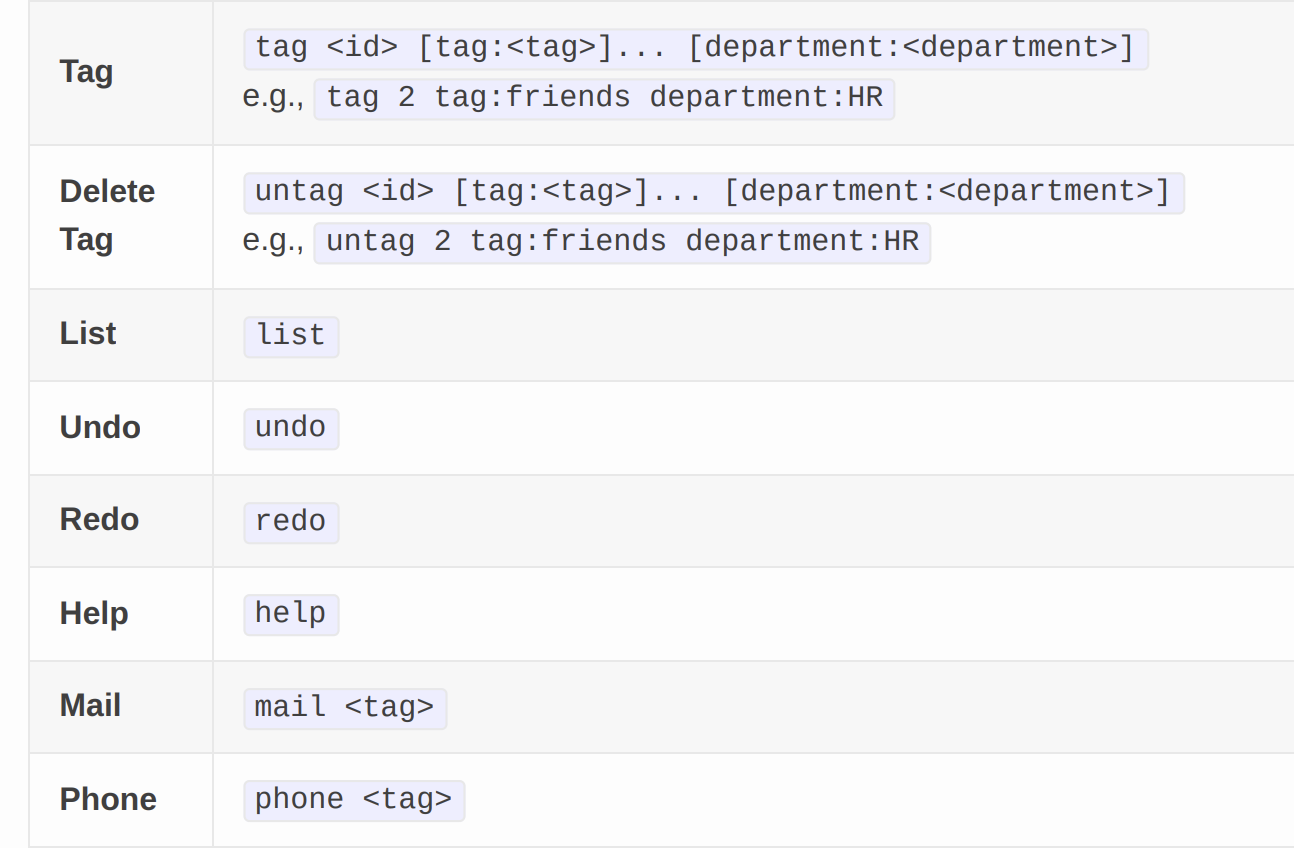 Tag
tag <id> [tag:<tag>]... [department:<department>]
e.g., tag 2 tag:friends department:HR
Delete
Tag
untag <id> [tag:<tag>]... [department:<department>]
e.g., untag 2 tag:friends department:HR
List
list
Undo
undo
Redo
redo
Help
help
Mail
mail <tag>
Phone
phone <tag>